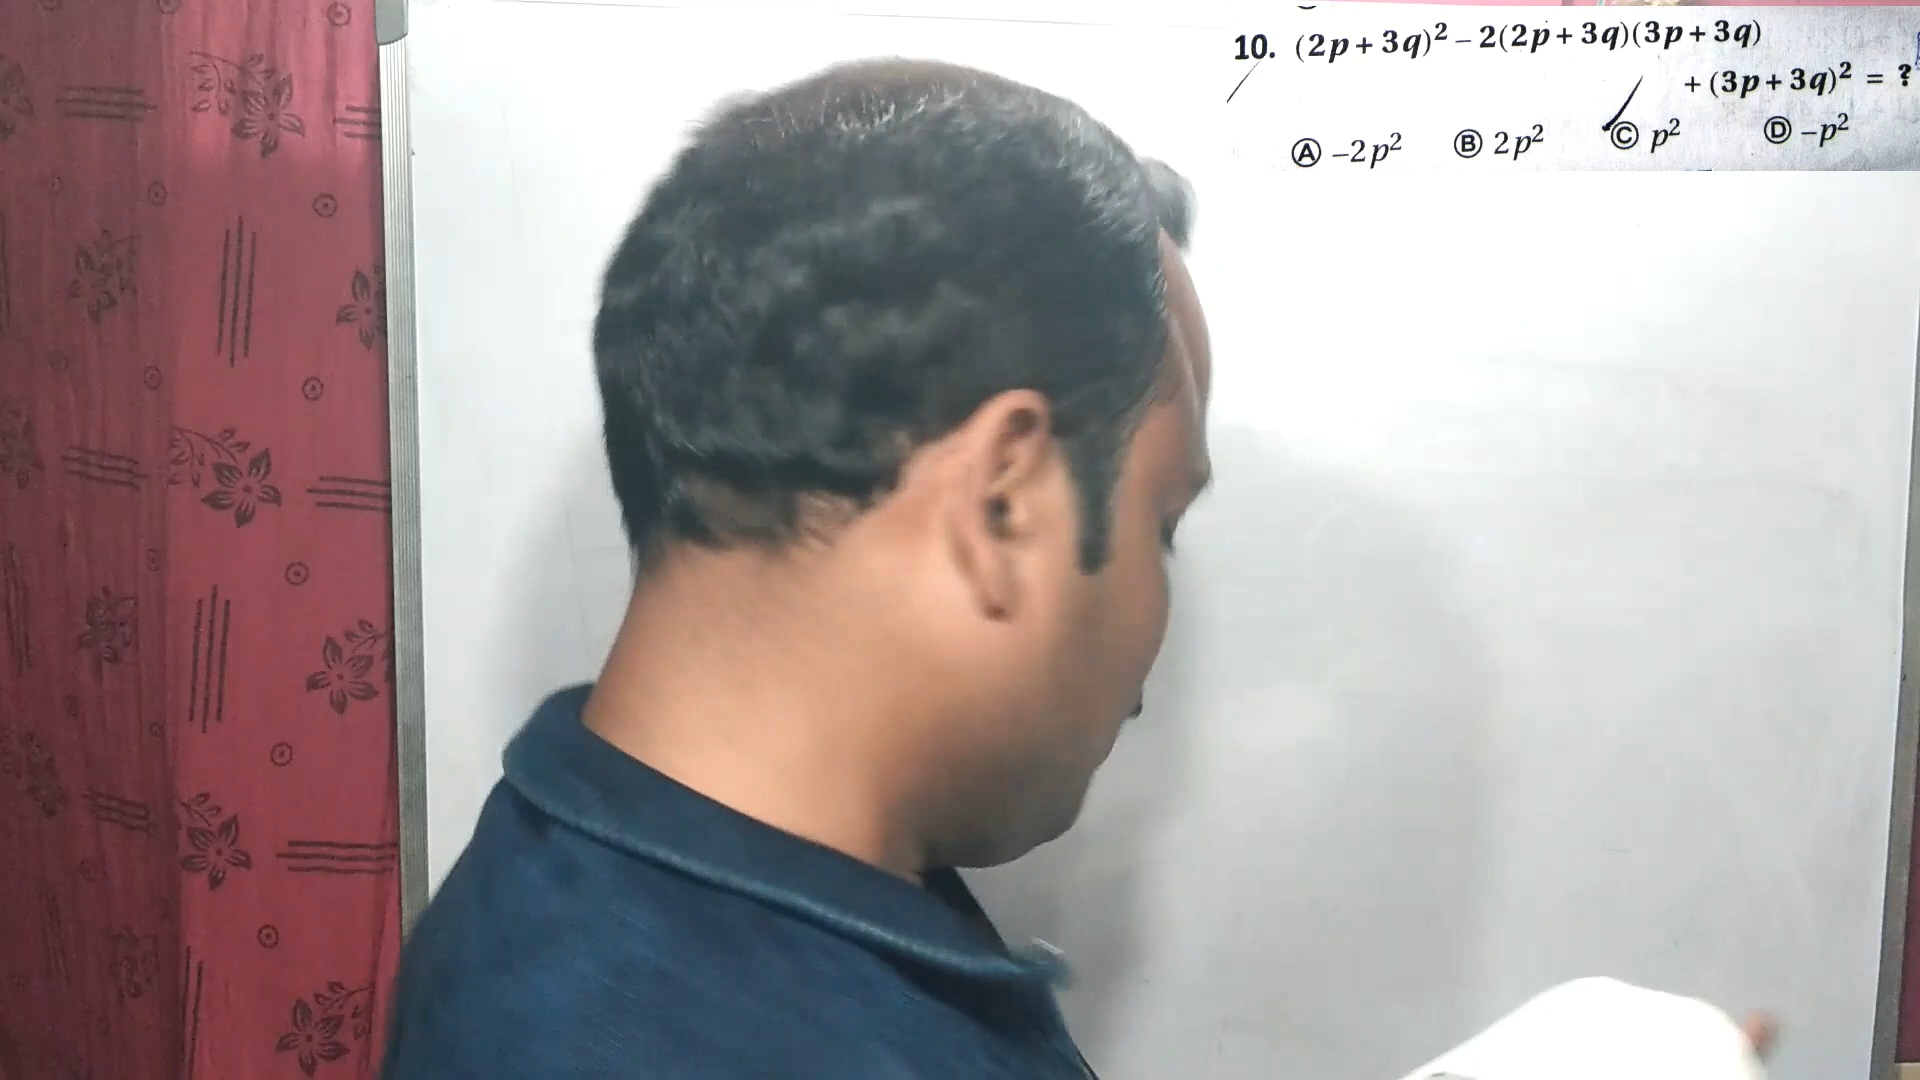 10. (2p + 3q)² – 2(2p + 3q)(3p + 3q)
+ (3p + 3q)² = ?
Ⓐ –2p² Ⓑ 2p² Ⓒ p² Ⓓ –p²